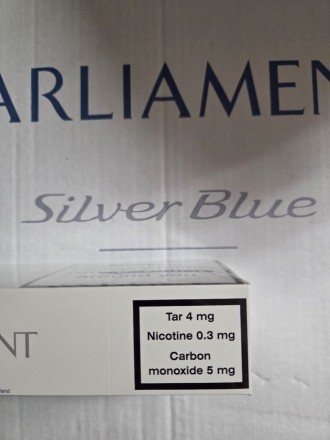 ARLIAMEN
Silver Blue
NT
Tar 4 mg
Nicotine 0.3 mg
Carbon
monoxide 5 mg